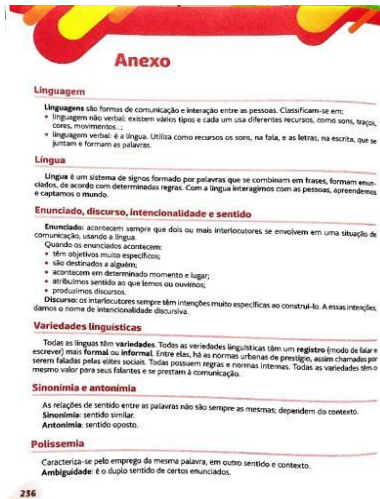 Anexo
Linguagem
Linguagens são formas de comunicação e interação entre as pessoas. Classificam-se em:
• linguagem não verbal: existem vários tipos e cada um usa diferentes recursos, como sons, traços,
cores, movimentos...;
• linguagem verbal: é a língua. Utiliza como recursos os sons, na fala, e as letras, na escrita, que se
juntam e formam as palavras.
Língua
Língua é um sistema de signos formado por palavras que se combinam em frases, formam enun-
ciados, de acordo com determinadas regras. Com a língua interagimos com as pessoas, aprendemos
e captamos o mundo.
Enunciado, discurso, intencionalidade e sentido
Enunciado: acontecem sempre que dois ou mais interlocutores se envolvem em uma situação de
comunicação, usando a língua.
Quando os enunciados acontecem:
• têm objetivos muito específicos;
• são destinados a alguém;
• acontecem em determinado momento e lugar;
• atribuímos sentido ao que lemos ou ouvimos;
• produzimos discursos.
Discurso: os interlocutores sempre têm intenções muito específicas ao construí-lo. A essas intenções,
damos o nome de intencionalidade discursiva.
Variedades linguísticas
Todas as línguas têm variedades. Todas as variedades linguísticas têm um registro (modo de falar e
escrever) mais formal ou informal. Entre elas, há as normas urbanas de prestígio, assim chamadas por
serem faladas pelas elites sociais. Todas possuem regras e normas internas. Todas as variedades têm o
mesmo valor para seus falantes e se prestam à comunicação.
Sinonímia e antonímia
As relações de sentido entre as palavras não são sempre as mesmas; dependem do contexto.
Sinonímia: sentido similar.
Antonímia: sentido oposto.
Polissemia
Caracteriza-se pelo emprego da mesma palavra, em outro sentido e contexto.
Ambiguidade: é o duplo sentido de certos enunciados.
236